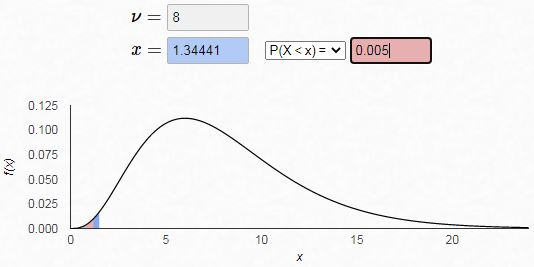 ν = 8
x = 1.34441 P(X < x) = 0.005
0.125
0.100
0.075
0.050
0.025
0.000
f(x)
0 5 10 15 20
x